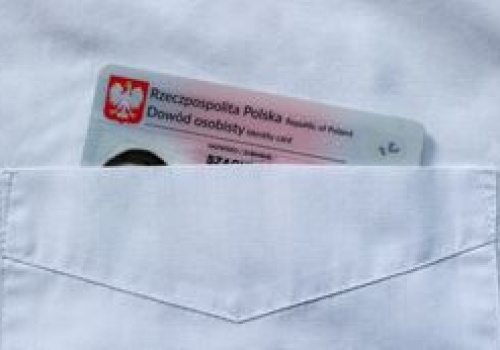 Rzeczpospolita Polska Republic of Poland
Dowód osobisty Identity card